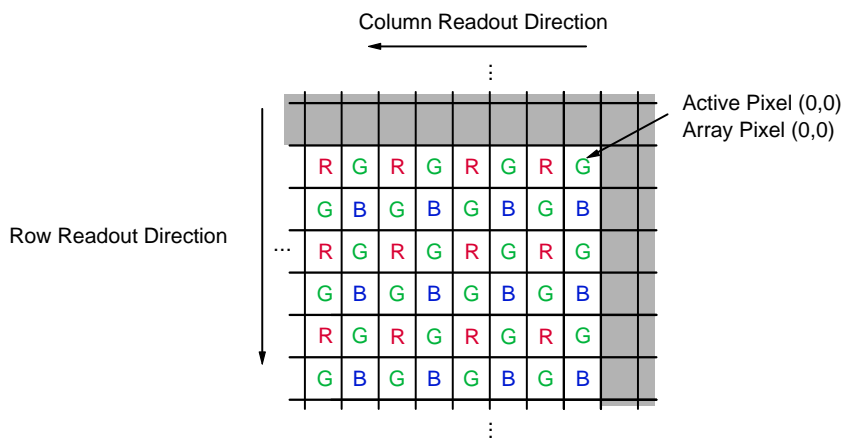 Column Readout Direction
...
Active Pixel (0,0)
Array Pixel (0,0)
R G R G R G R G
G B G B G B G B
Row Readout Direction
...
R G R G R G R G
G B G B G B G B
R G R G R G R G
G B G B G B G B
...